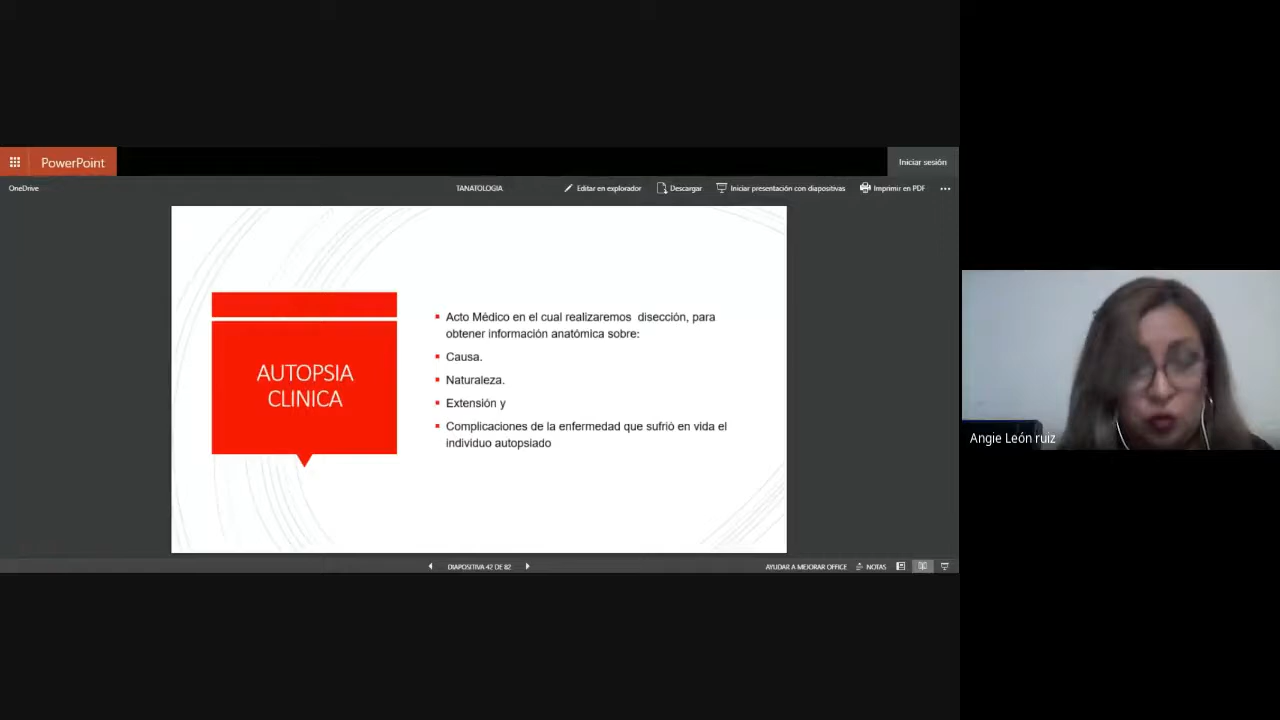 PowerPoint
Iniciar sesión
OneDrive
TANATOLOGIA
Editar en explorador
Descargar
Iniciar presentación con diapositivas
Imprimir en PDF
AUTOPSIA
CLINICA
Acto Médico en el cual realizaremos disección, para
obtener información anatómica sobre:
Causa.
Naturaleza.
Extensión y
Complicaciones de la enfermedad que sufrió en vida el
individuo autopsiado
Angie León ruiz
DIAPOSITIVA 42 DE 82
AYUDAR A MEJORAR OFFICE
NOTAS